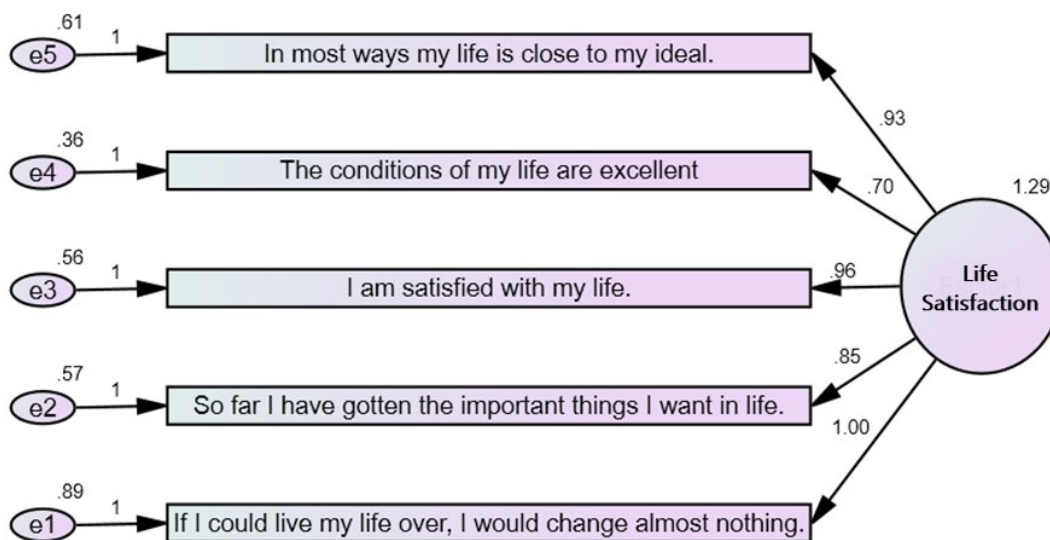 .61
1
e5
In most ways my life is close to my ideal.
.93
.36
1
e4
The conditions of my life are excellent
.70
1.29
.56
1
e3
I am satisfied with my life.
.96
Life
Satisfaction
.57
1
e2
So far I have gotten the important things I want in life.
.85
1.00
.89
1
e1
If I could live my life over, I would change almost nothing.